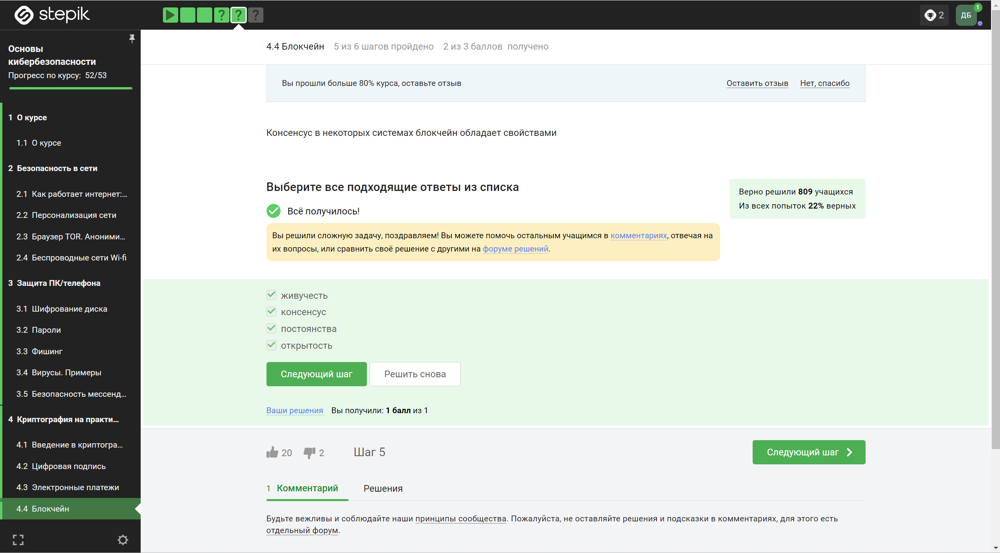 stepik
? ? ?
2
ДБ
1
Основы
кибербезопасности
Прогресс по курсу: 52/53
1 О курсе
1.1 О курсе
2 Безопасность в сети
2.1 Как работает интернет:...
2.2 Персонализация сети
2.3 Браузер TOR. Анонími...
2.4 Беспроводные сети Wi-fi
3 Защита ПК/телефона
3.1 Шифрование диска
3.2 Пароли
3.3 Фишинг
3.4 Вирусы. Примеры
3.5 Безопасность мессенд...
4 Криптография на практи...
4.1 Введение в криптогра...
4.2 Цифровая подпись
4.3 Электронные платежи
4.4 Блокчейн
4.4 Блокчейн 5 из 6 шагов пройдено 2 из 3 баллов получено
Вы прошли больше 80% курса, оставьте отзыв Оставить отзыв Нет, спасибо
Консенсус в некоторых системах блокчейн обладает свойствами
Выберите все подходящие ответы из списка
Верно решили 809 учащихся
Из всех попыток 22% верных
Всё получилось!
Вы решили сложную задачу, поздравляем! Вы можете помочь остальным учащимся в комментариях, отвечая на
их вопросы, или сравнить своё решение с другими на форуме решений.
живучесть
консенсус
постоянства
открытость
Следующий шаг Решить снова
Ваши решения Вы получили: 1 балл из 1
20 2 Шаг 5 Следующий шаг
1 Комментарий Решения
Будьте вежливы и соблюдайте наши принципы сообщества. Пожалуйста, не оставляйте решения и подсказки в комментариях, для этого есть
отдельный форум.